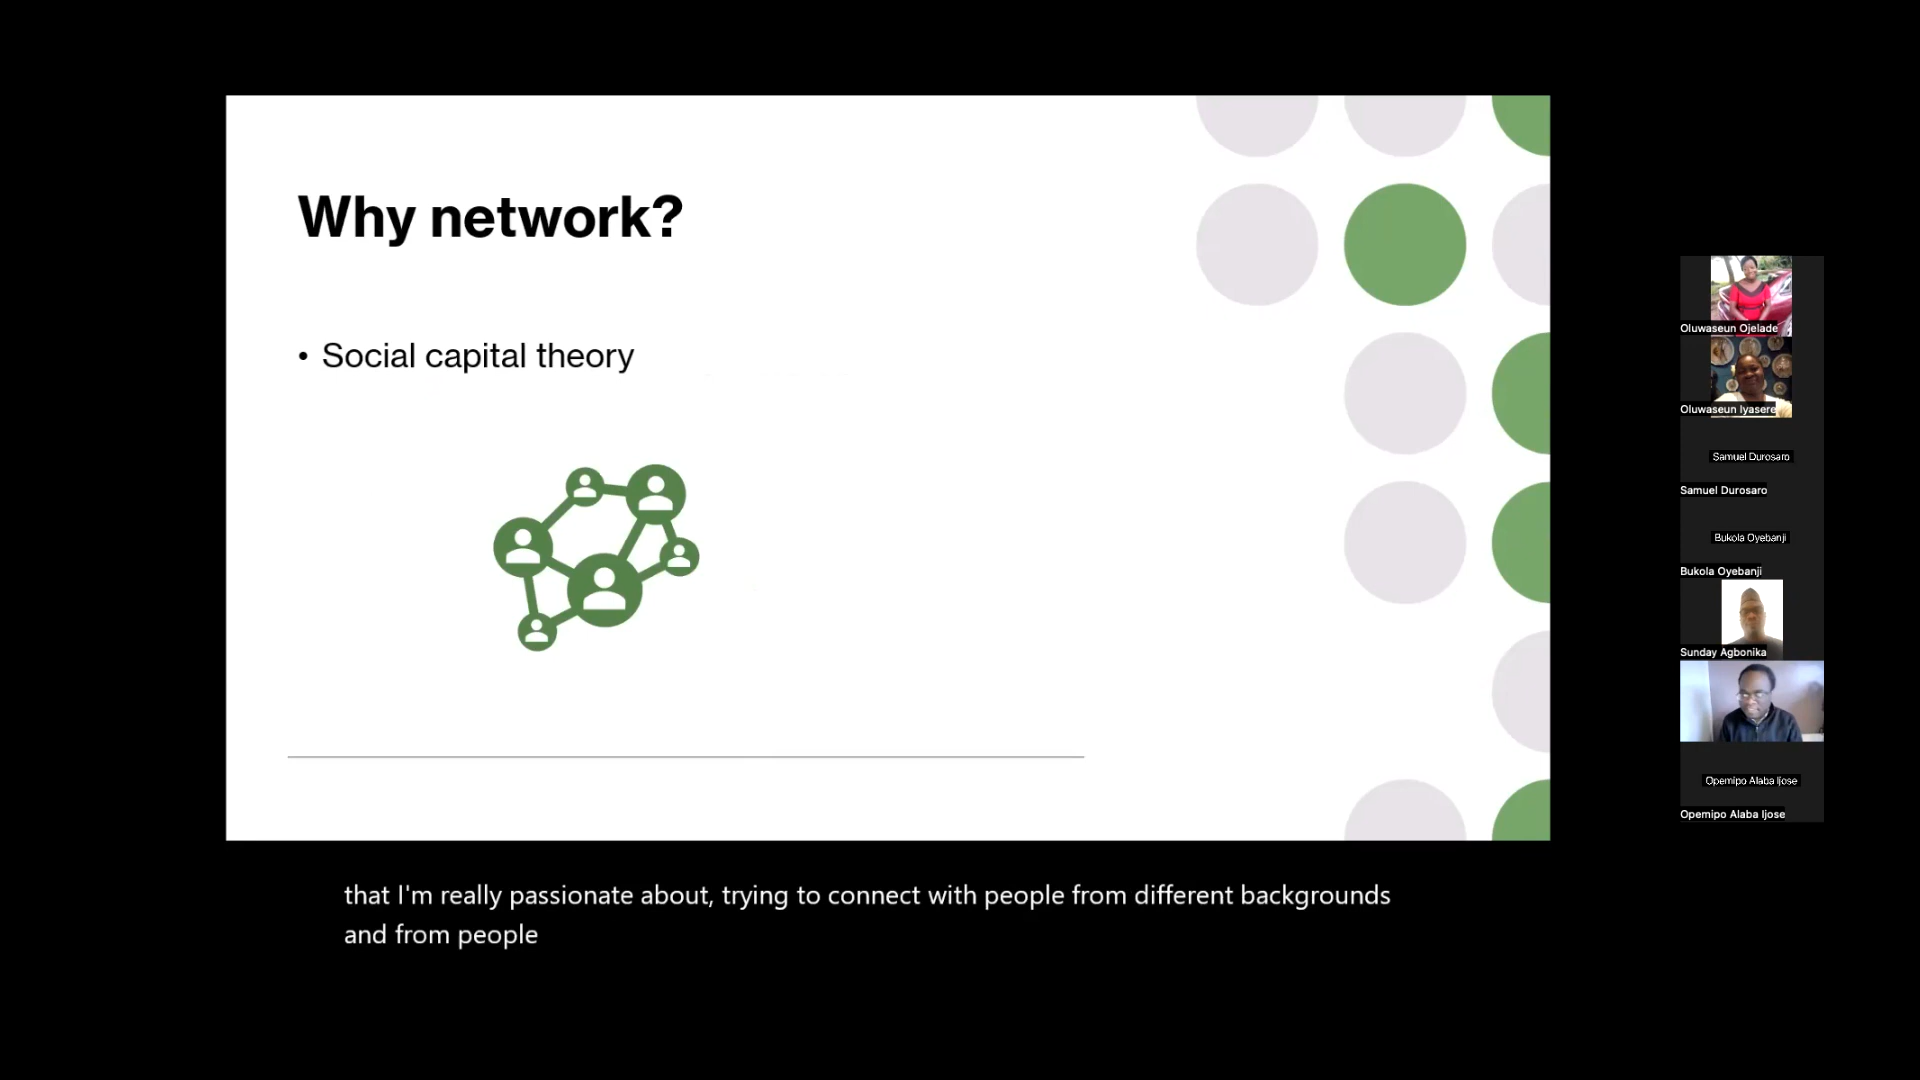 Why network?
• Social capital theory
Oluwaseun Ojelade
Oluwaseun Iyasere
Samuel Durosaro
Samuel Durosaro
Bukola Oyebanji
Bukola Oyebanji
Sunday Agbonika
Opemipo Alaba Ijose
Opemipo Alaba Ijose
that I'm really passionate about, trying to connect with people from different backgrounds
and from people